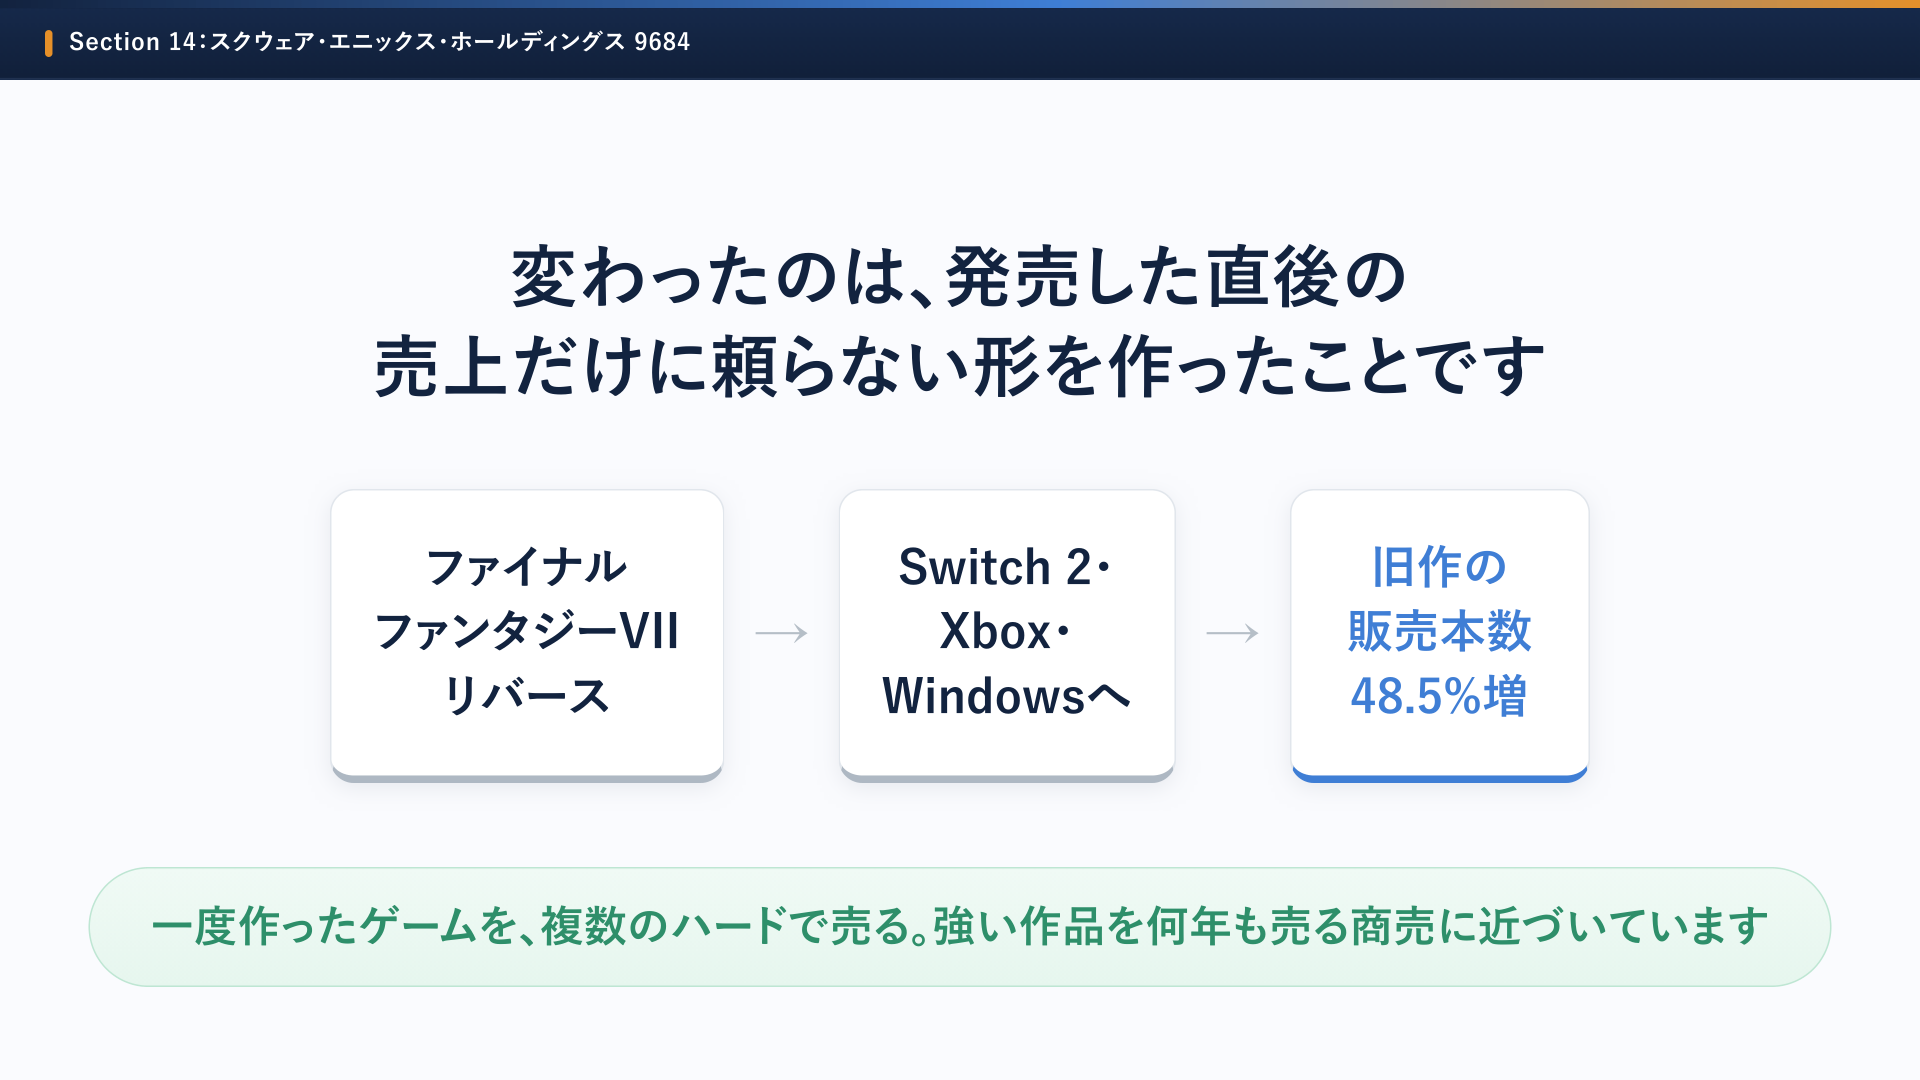 Section 14：スクウェア・エニックス・ホールディングス 9684
変わったのは、発売した直後の
売上だけに頼らない形を作ったことです
ファイナル
ファンタジーVII
リバース
→
Switch 2・
Xbox・
Windowsへ
→
旧作の
販売本数
48.5%増
一度作ったゲームを、複数のハードで売る。強い作品を何年も売る商売に近づいています